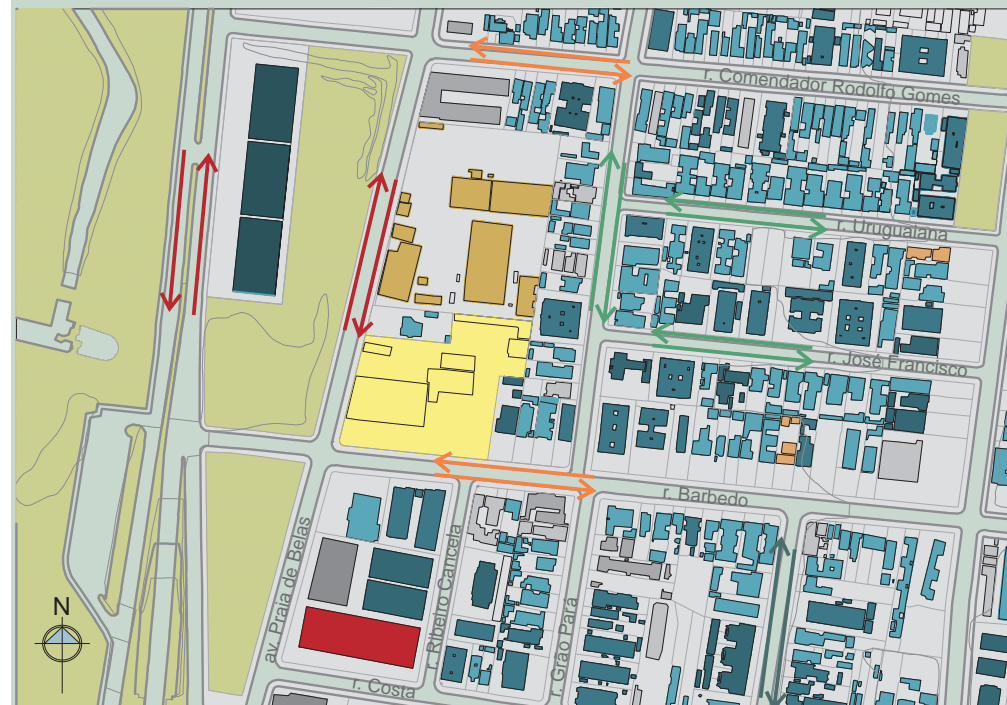 r. Comendador Rodolfo Gomes
r. Uruguaiana
r. José Francisco
r. Barbedo
av Praia de Belas
r. Ribeiro Cancela
r. Grão Pará
r. Costa
N